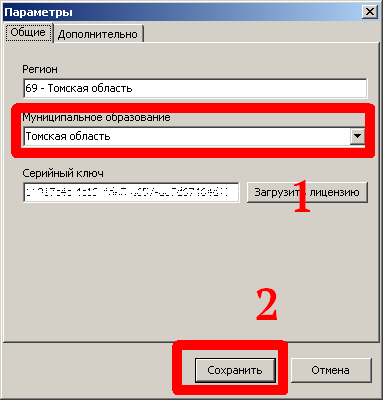 Параметры
Общие Дополнительно
Регион
69 - Томская область
Муниципальное образование
Томская область
Серийный ключ
Загрузить лицензию
1
2
Сохранить Отмена